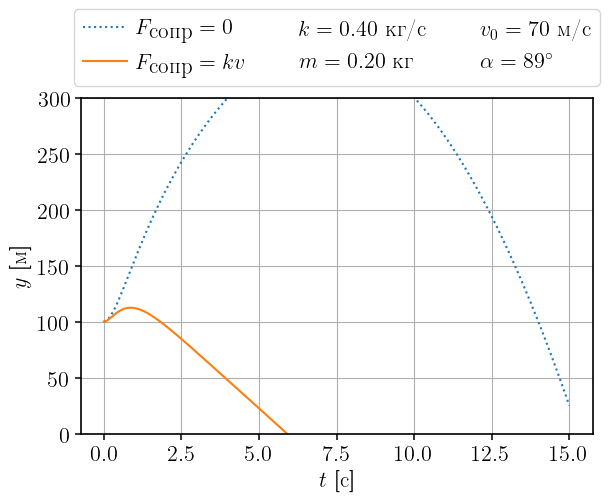 F_сопр = 0 k = 0.40 кг/с v_0 = 70 м/с
F_сопр = kv m = 0.20 кг α = 89°
300
250
200
150
100
50
0
y [м]
0.0 2.5 5.0 7.5 10.0 12.5 15.0
t [с]